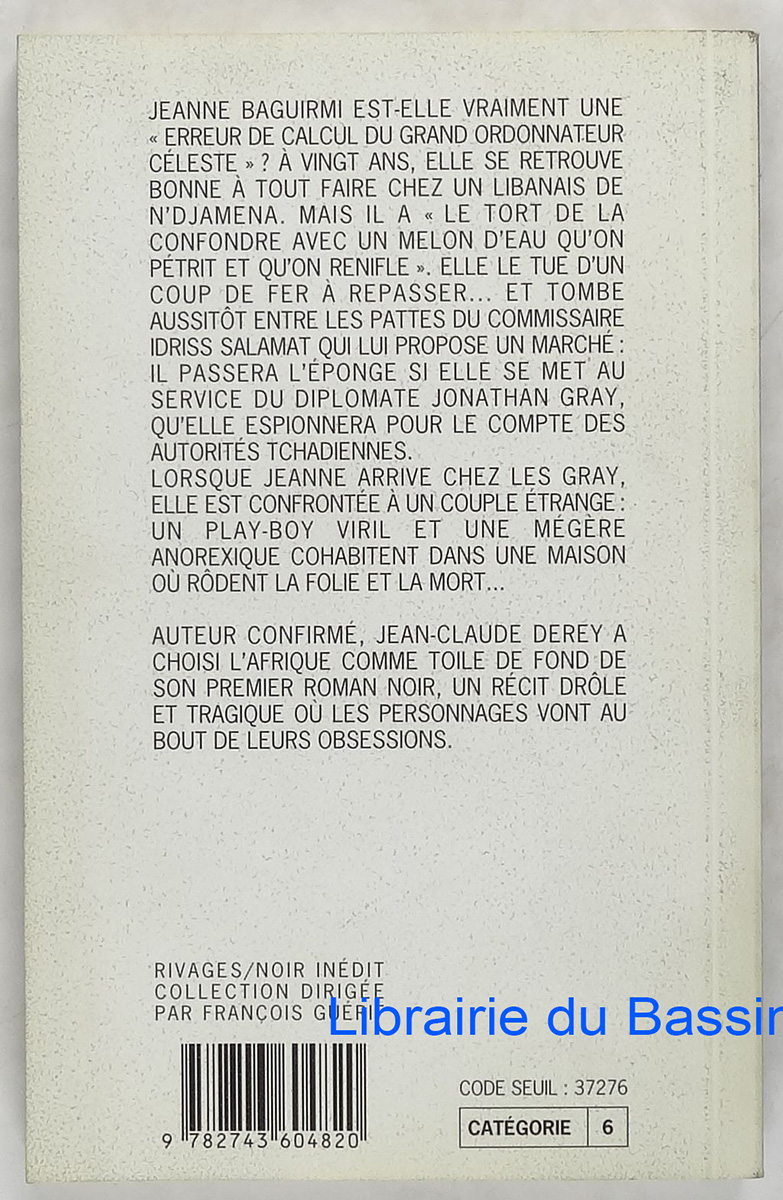 JEANNE BAGUIRMI EST-ELLE VRAIMENT UNE
« ERREUR DE CALCUL DU GRAND ORDONNATEUR
CÉLESTE » ? À VINGT ANS, ELLE SE RETROUVE
BONNE À TOUT FAIRE CHEZ UN LIBANAIS DE
N'DJAMENA. MAIS IL A « LE TORT DE LA
CONFONDRE AVEC UN MELON D'EAU QU'ON
PÉTRIT ET QU'ON RENIFLE ». ELLE LE TUE D'UN
COUP DE FER À REPASSER... ET TOMBE
AUSSITÔT ENTRE LES PATTES DU COMMISSAIRE
IDRISS SALAMAT QUI LUI PROPOSE UN MARCHÉ :
IL PASSERA L'ÉPONGE SI ELLE SE MET AU
SERVICE DU DIPLOMATE JONATHAN GRAY,
QU'ELLE ESPIONNERA POUR LE COMPTE DES
AUTORITÉS TCHADIENNES.
LORSQUE JEANNE ARRIVE CHEZ LES GRAY,
ELLE EST CONFRONTÉE À UN COUPLE ÉTRANGE :
UN PLAY-BOY VIRIL ET UNE MÉGÈRE
ANOREXIQUE COHABITENT DANS UNE MAISON
OÙ RÔDENT LA FOLIE ET LA MORT...
AUTEUR CONFIRMÉ, JEAN-CLAUDE DEREY A
CHOISI L'AFRIQUE COMME TOILE DE FOND DE
SON PREMIER ROMAN NOIR, UN RÉCIT DRÔLE
ET TRAGIQUE OÙ LES PERSONNAGES VONT AU
BOUT DE LEURS OBSESSIONS.
RIVAGES/NOIR INÉDIT
COLLECTION DIRIGÉE
PAR FRANÇOIS GUÉRIF
Librairie du Bassin
9 782743 604820
CODE SEUIL : 37276
CATÉGORIE 6